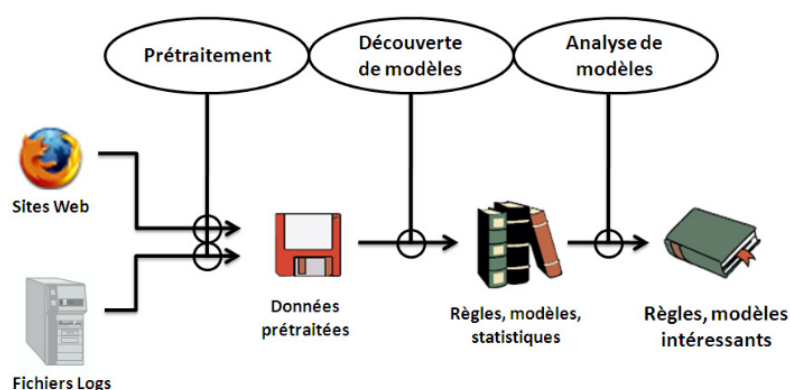 Prétraitement
Découverte
de modèles
Analyse de
modèles
Sites Web
Fichiers Logs
Données
prétraitées
Règles, modèles,
statistiques
Règles, modèles
intéressants